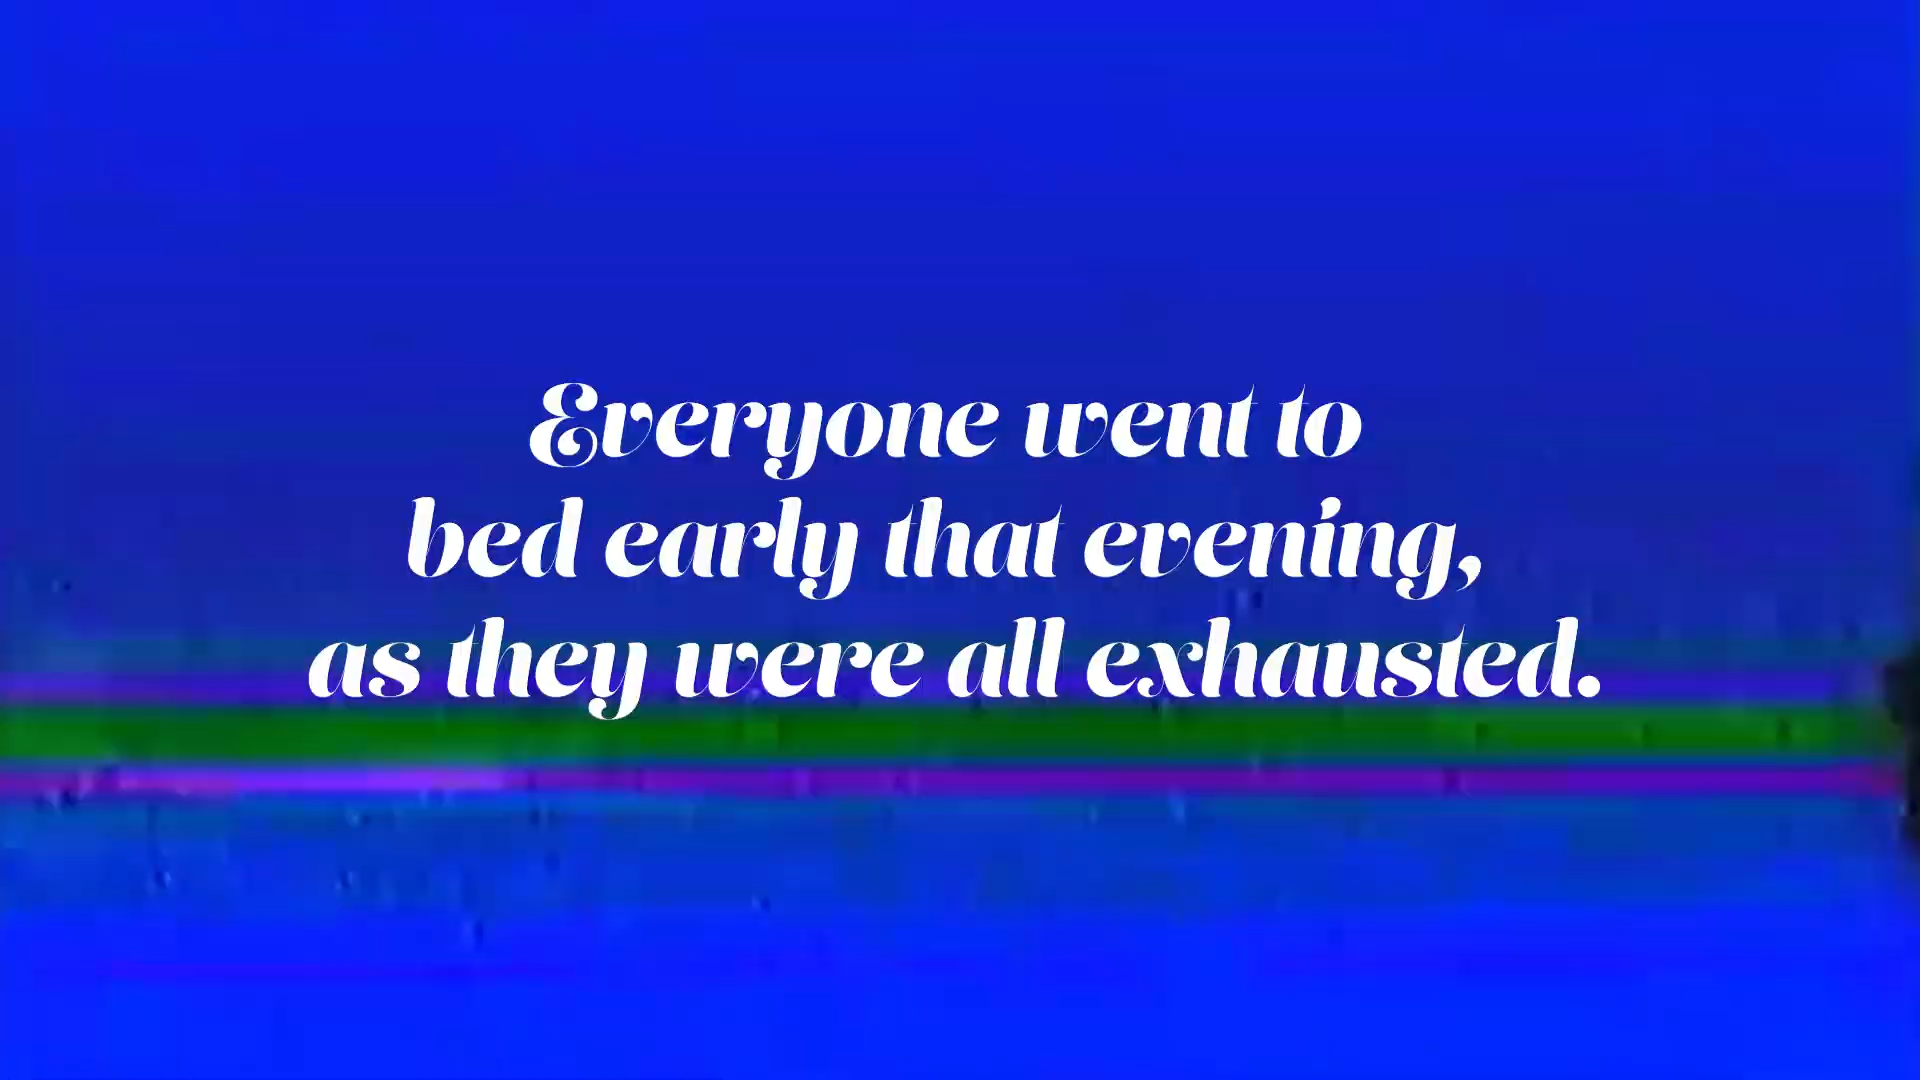 Everyone went to
bed early that evening,
as they were all exhausted.